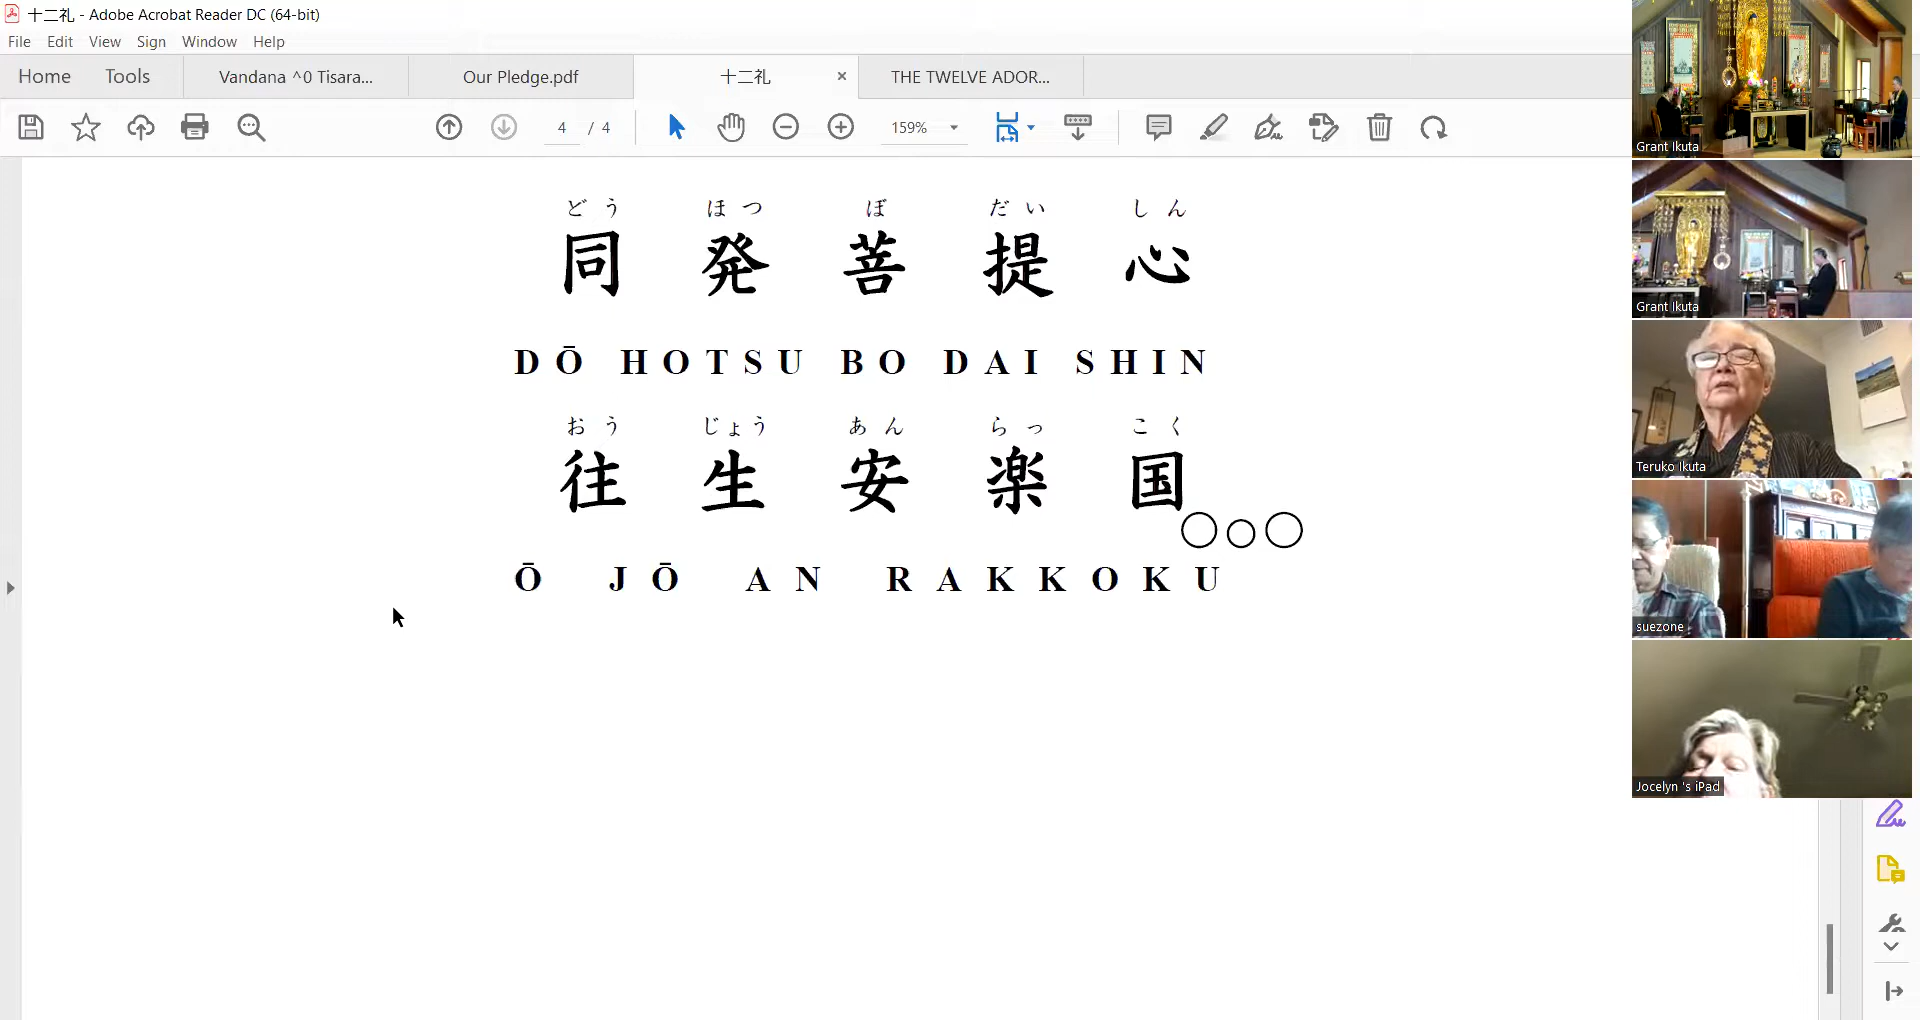 十二礼 - Adobe Acrobat Reader DC (64-bit)
File Edit View Sign Window Help
Home Tools Vandana ^0 Tisara... Our Pledge.pdf 十二礼 × THE TWELVE ADOR...
4 / 4 159%
どう ほつ ぼ だい しん
同 発 菩 提 心
DŌ HOTSU BO DAI SHIN
おう じょう あん らっ こく
往 生 安 楽 国
○○○
Ō JŌ AN RAKKOKU
Grant Ikuta
Grant Ikuta
Teruko Ikuta
suezone
Jocelyn 's iPad